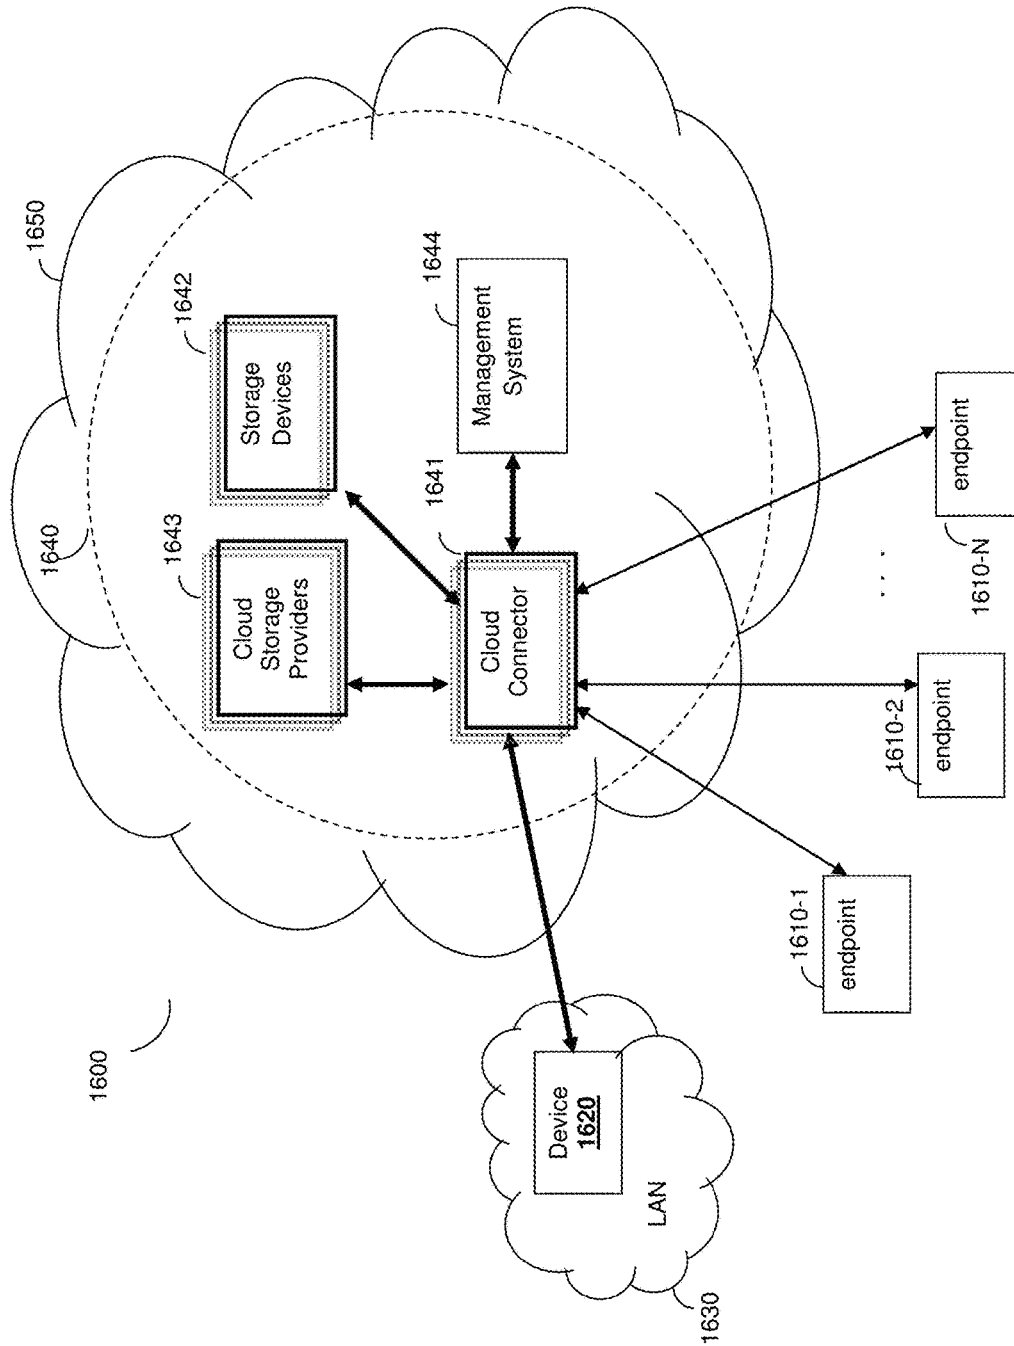 1600
1650
1640
1643
Cloud
Storage
Providers
1642
Storage
Devices
1641
Cloud
Connector
1644
Management
System
Device
1620
LAN
1630
1610-1
endpoint
1610-2
endpoint
. . .
1610-N
endpoint